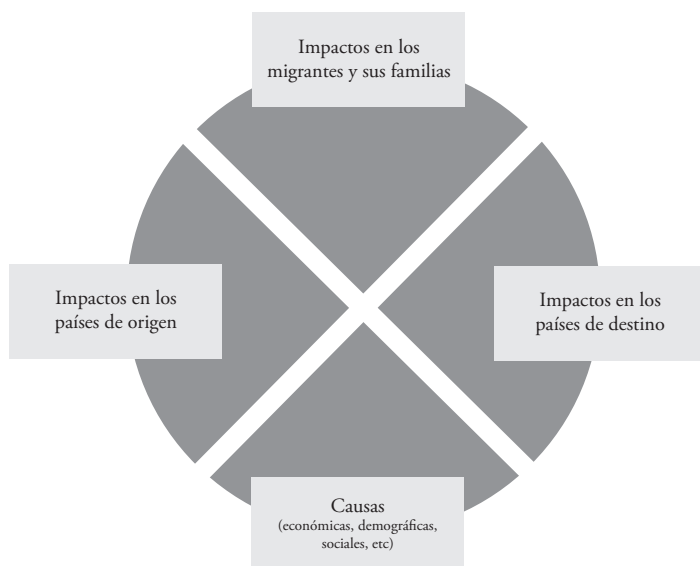 Impactos en los
migrantes y sus familias
Impactos en los
países de origen
Impactos en los
países de destino
Causas
(económicas, demográficas,
sociales, etc)